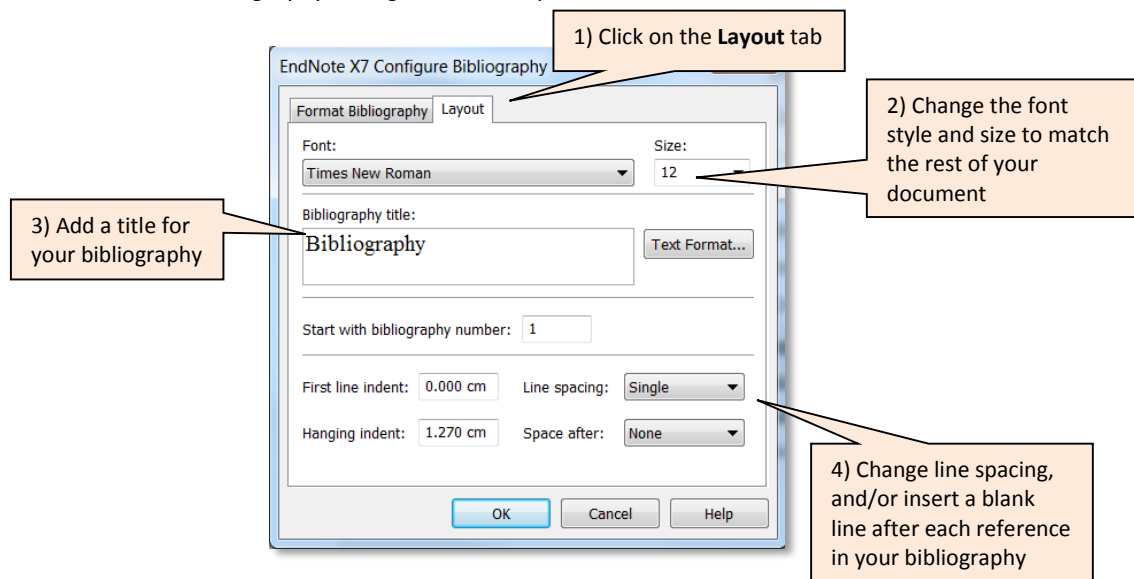 1) Click on the Layout tab
EndNote X7 Configure Bibliography
Format Bibliography Layout
2) Change the font
style and size to match
the rest of your
document
Font: Size:
Times New Roman 12
3) Add a title for
your bibliography
Bibliography title:
Bibliography Text Format...
Start with bibliography number: 1
First line indent: 0.000 cm Line spacing: Single
Hanging indent: 1.270 cm Space after: None
4) Change line spacing,
and/or insert a blank
line after each reference
in your bibliography
OK Cancel Help